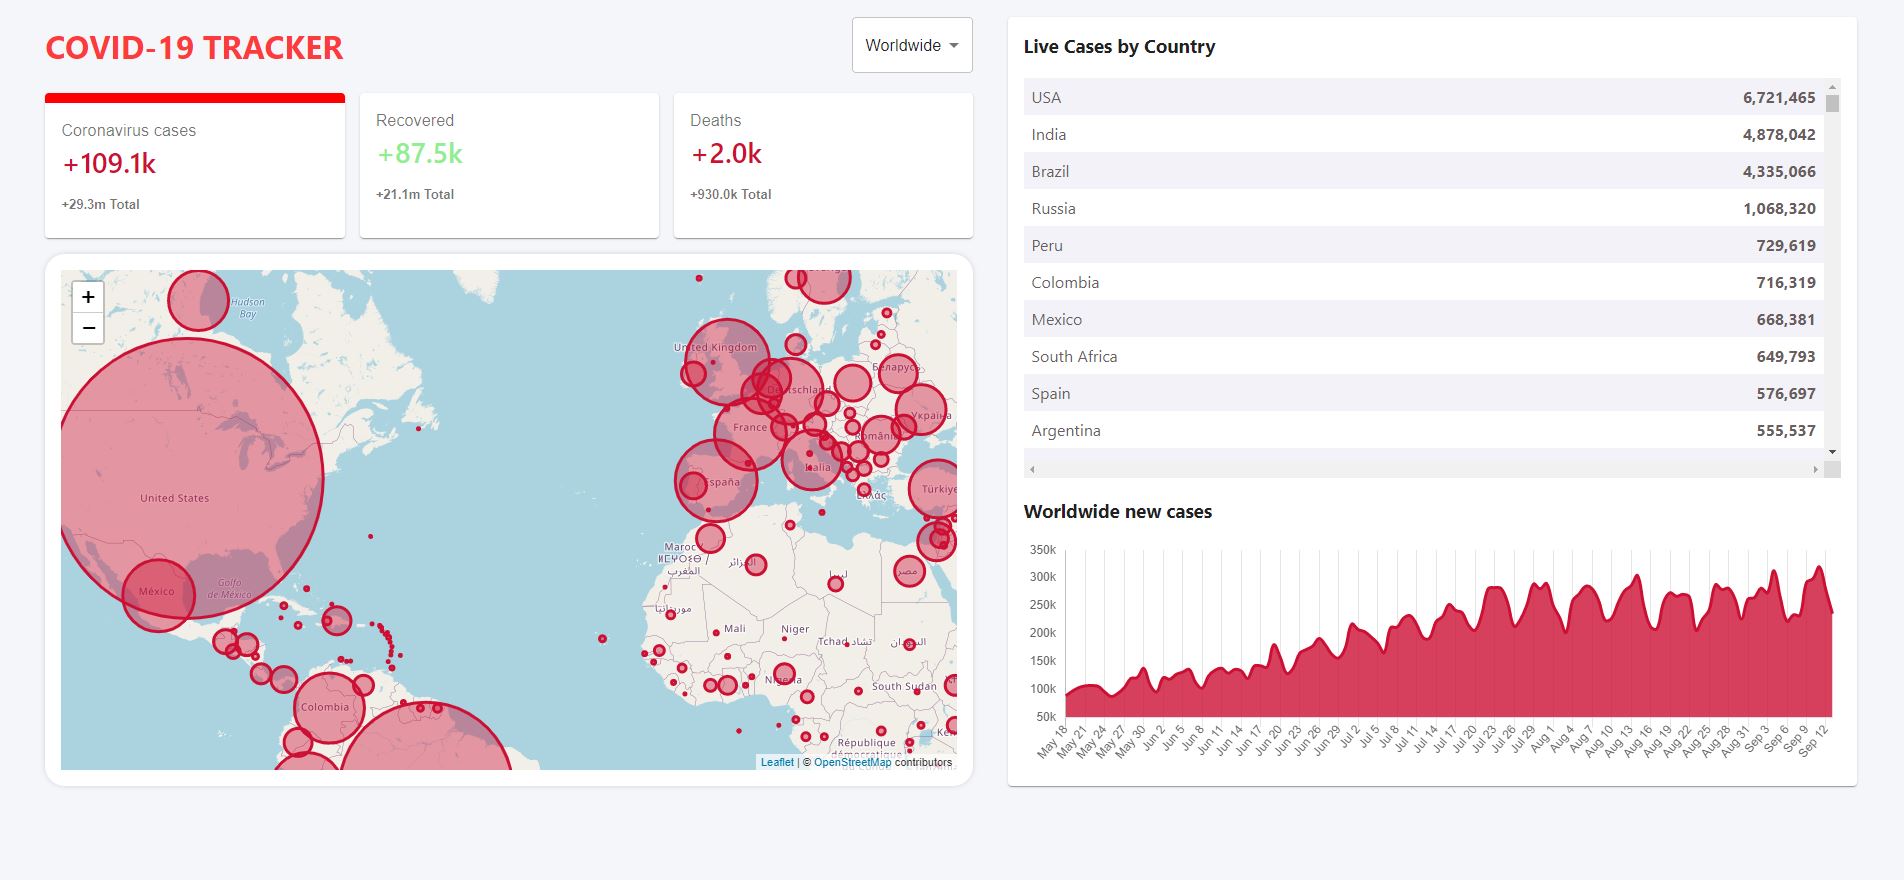 COVID-19 TRACKER
Worldwide
Coronavirus cases
+109.1k
+29.3m Total
Recovered
+87.5k
+21.1m Total
Deaths
+2.0k
+930.0k Total
+
−
Hudson
Bay
United Kingdom
Беларусь
Deutschland
Україна
France
România
Italia
España
Ελλάς
Türkiye
United States
Maroc
ⵍⵎⵖⵔⵉⴱ
المغرب
الجزائر
ليبيا
مصر
México
Golfo
de México
موريتانيا
Mali
Niger
Tchad تشاد
السودان
Nigeria
South Sudan
Colombia
République
démocratique
Leaflet | © OpenStreetMap contributors
Live Cases by Country
USA 6,721,465
India 4,878,042
Brazil 4,335,066
Russia 1,068,320
Peru 729,619
Colombia 716,319
Mexico 668,381
South Africa 649,793
Spain 576,697
Argentina 555,537
Worldwide new cases
350k
300k
250k
200k
150k
100k
50k
May 18
May 21
May 24
May 27
May 30
Jun 2
Jun 5
Jun 8
Jun 11
Jun 14
Jun 17
Jun 20
Jun 23
Jun 26
Jun 29
Jul 2
Jul 5
Jul 8
Jul 11
Jul 14
Jul 17
Jul 20
Jul 23
Jul 26
Jul 29
Aug 1
Aug 4
Aug 7
Aug 10
Aug 13
Aug 16
Aug 19
Aug 22
Aug 25
Aug 28
Aug 31
Sep 3
Sep 6
Sep 9
Sep 12